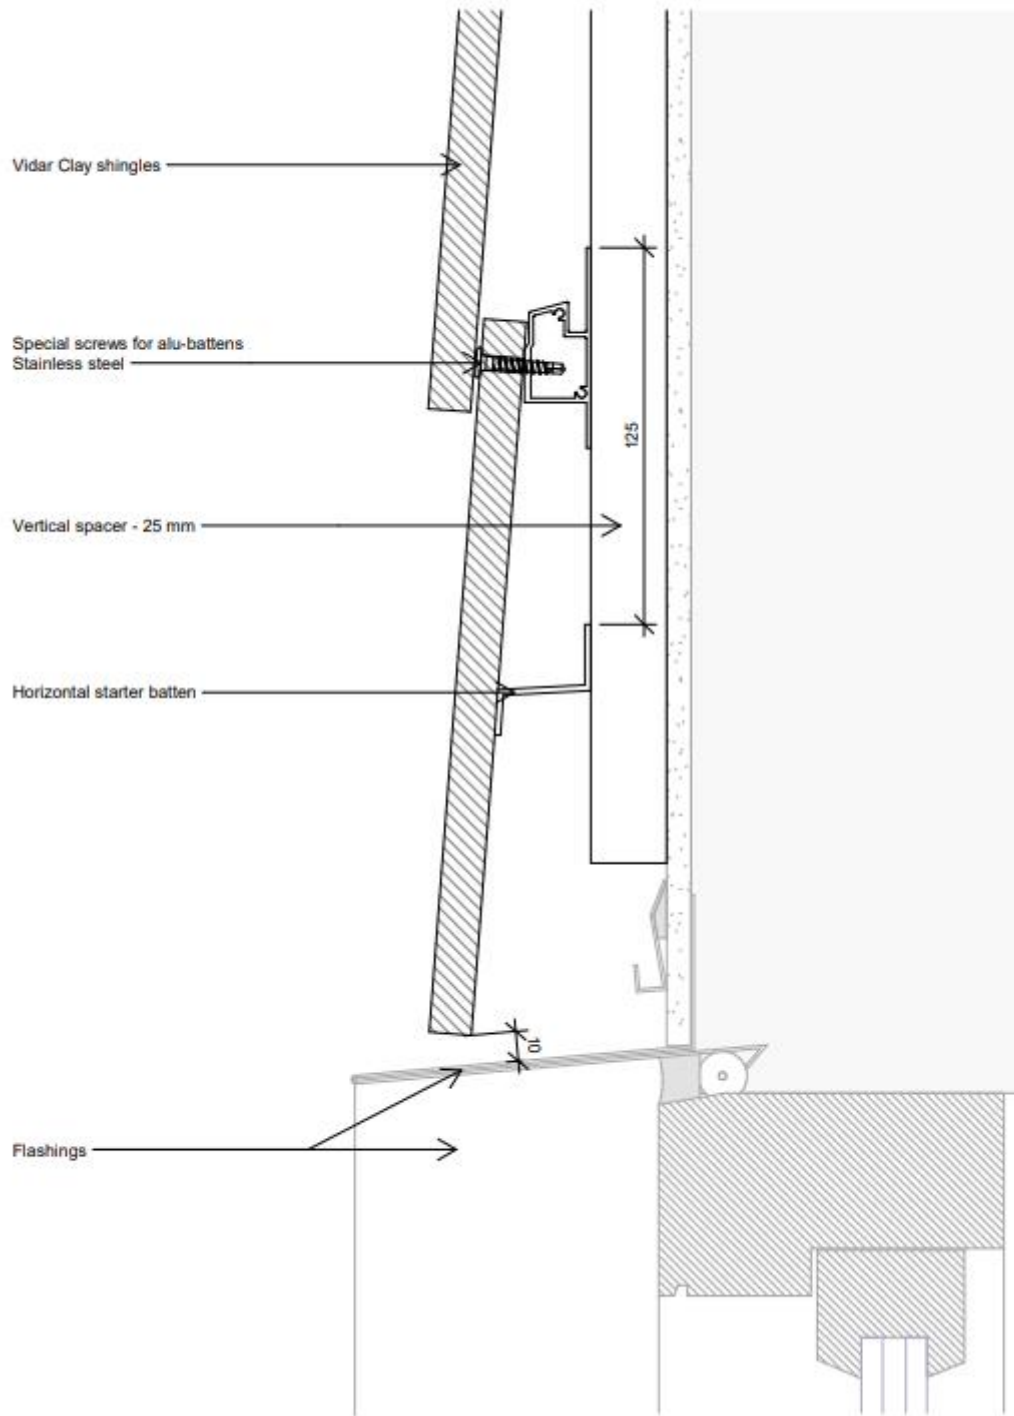 Vidar Clay shingles
Special screws for alu-battens
Stainless steel
125
Vertical spacer - 25 mm
Horizontal starter batten
10
Flashings